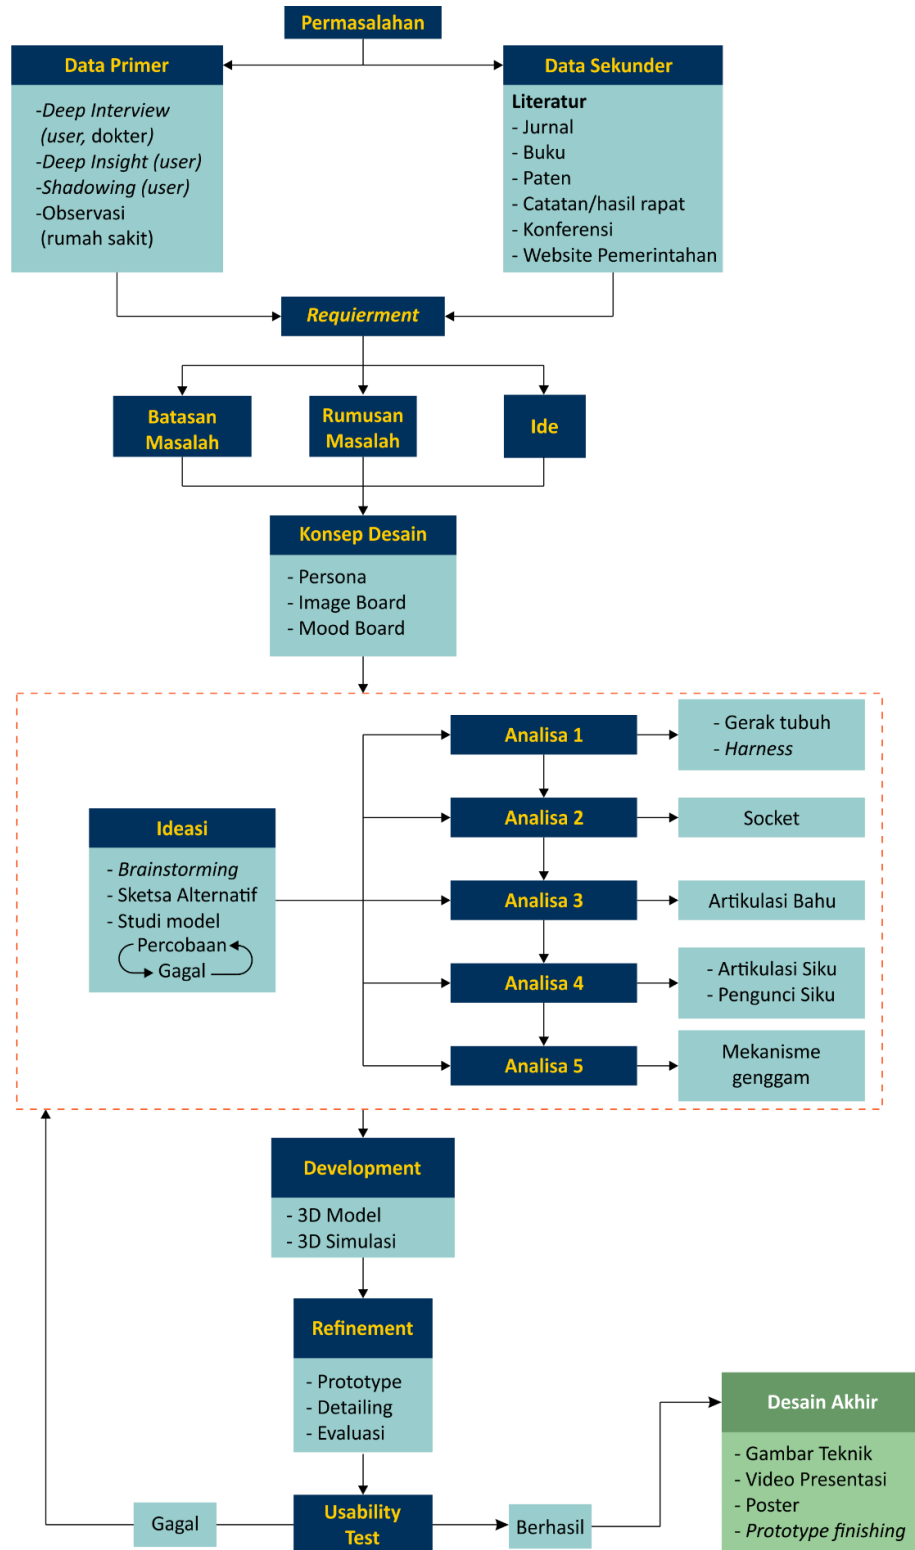 Permasalahan
Data Primer
-Deep Interview
(user, dokter)
-Deep Insight (user)
-Shadowing (user)
-Observasi
(rumah sakit)
Data Sekunder
Literatur
- Jurnal
- Buku
- Paten
- Catatan/hasil rapat
- Konferensi
- Website Pemerintahan
Requierment
Batasan
Masalah
Rumusan
Masalah
Ide
Konsep Desain
- Persona
- Image Board
- Mood Board
Ideasi
- Brainstorming
- Sketsa Alternatif
- Studi model
Percobaan
Gagal
Analisa 1
- Gerak tubuh
- Harness
Analisa 2
Socket
Analisa 3
Artikulasi Bahu
Analisa 4
- Artikulasi Siku
- Pengunci Siku
Analisa 5
Mekanisme
genggam
Development
- 3D Model
- 3D Simulasi
Refinement
- Prototype
- Detailing
- Evaluasi
Usability
Test
Gagal
Berhasil
Desain Akhir
- Gambar Teknik
- Video Presentasi
- Poster
- Prototype finishing